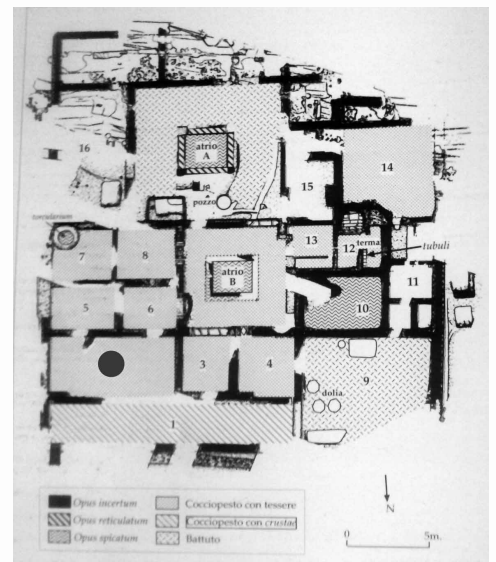 atrio
A
16
14
15
pozzo
torcularium
7
8
13
12
terma
tubuli
atrio
B
11
5
6
10
3
4
9
dolia
1
Opus incertum
Opus reticulatum
Opus spicatum
Cocciopesto con tessere
Cocciopesto con crustae
Battuto
N
0
5m.